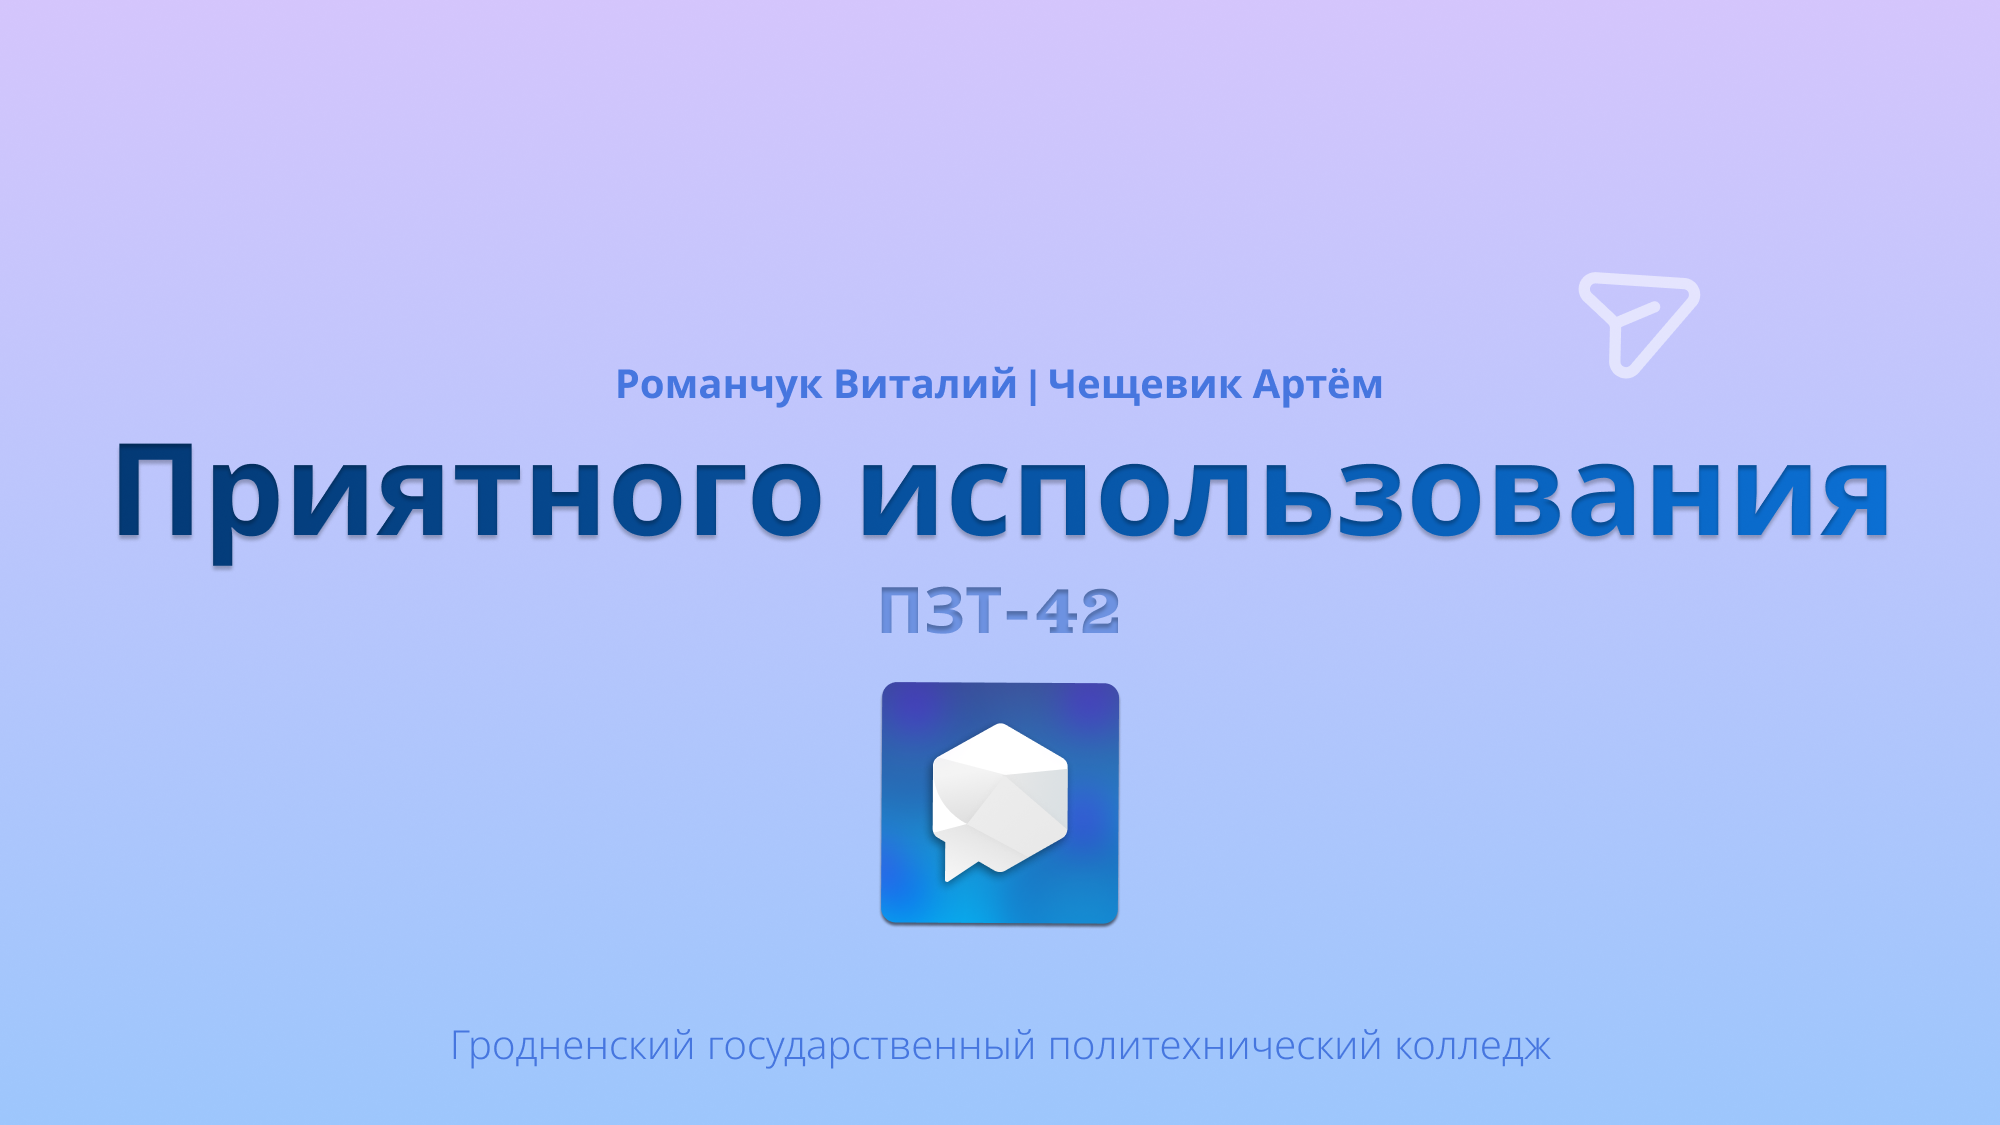 Романчук Виталий | Чещевик Артём
Приятного использования
ПЗТ-42
Гродненский государственный политехнический колледж